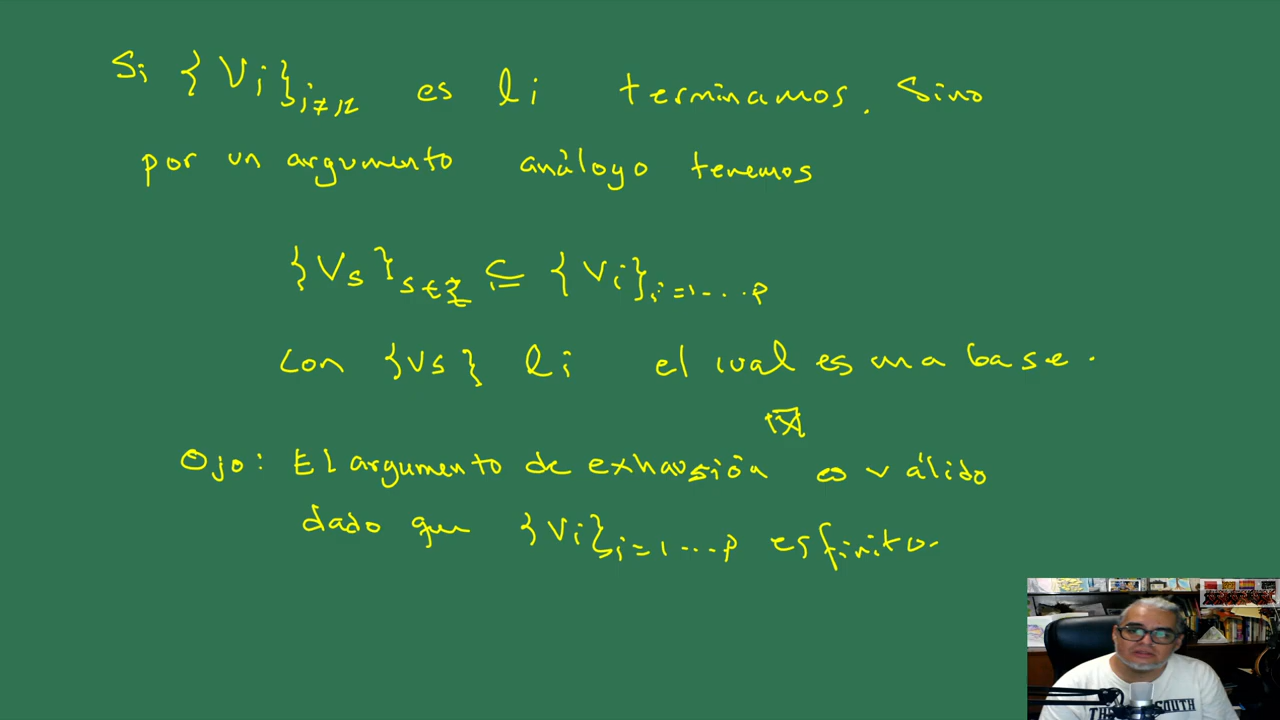 Si {Vi}i≠k es li terminamos. Sino
por un argumento análogo tenemos
{Vs}s∈ξ ⊆ {Vi}i=1...p
con {Vs} li el cual es una base.
Ojo: El argumento de exhausión es válido
dado que {Vi}i=1...p es finito.
SOUTH